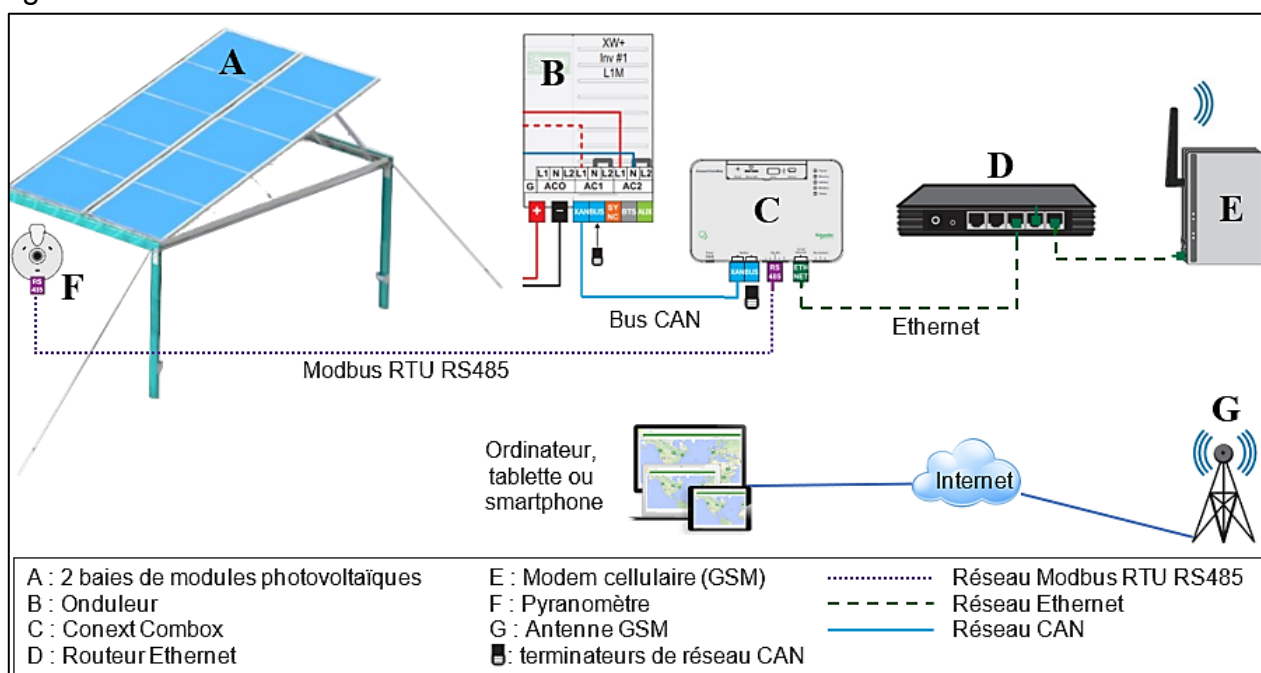 A
B
XW+
Inv #1
L1M
L1 N L2 L1 N L2 L1 N L2
G ACO AC1 AC2
+ − XANBUS SY NC BTS AUX
C
XANBUS RS 485 ETH NET
D
E
F
RS 485
Bus CAN
Ethernet
Modbus RTU RS485
G
Ordinateur,
tablette ou
smartphone
Internet
A : 2 baies de modules photovoltaïques
B : Onduleur
C : Conext Combox
D : Routeur Ethernet
E : Modem cellulaire (GSM)
F : Pyranomètre
G : Antenne GSM
: terminateurs de réseau CAN
Réseau Modbus RTU RS485
Réseau Ethernet
Réseau CAN